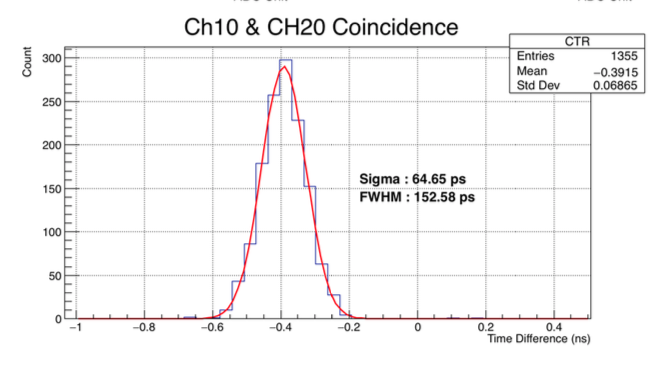 Ch10 & CH20 Coincidence
CTR
Entries 1355
Mean −0.3915
Std Dev 0.06865
Count
300
250
200
150
100
50
0
Sigma : 64.65 ps
FWHM : 152.58 ps
−1 −0.8 −0.6 −0.4 −0.2 0 0.2 0.4
Time Difference (ns)